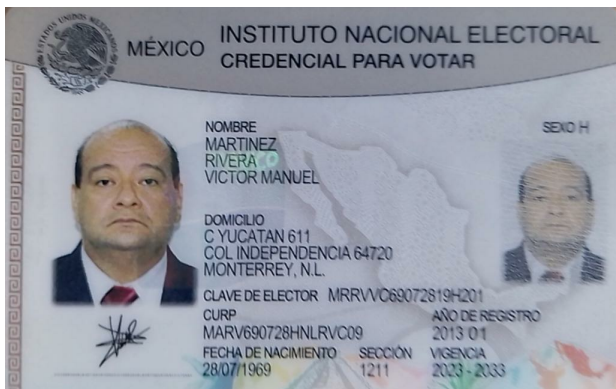 MÉXICO
INSTITUTO NACIONAL ELECTORAL
CREDENCIAL PARA VOTAR
NOMBRE
SEXO H
MARTINEZ
RIVERA
VICTOR MANUEL
DOMICILIO
C YUCATAN 611
COL INDEPENDENCIA 64720
MONTERREY, N.L.
CLAVE DE ELECTOR MRRVVC69072819H201
CURP
MARV690728HNLRVC09
AÑO DE REGISTRO
2013 01
FECHA DE NACIMIENTO
28/07/1969
SECCIÓN
1211
VIGENCIA
2023 - 2033